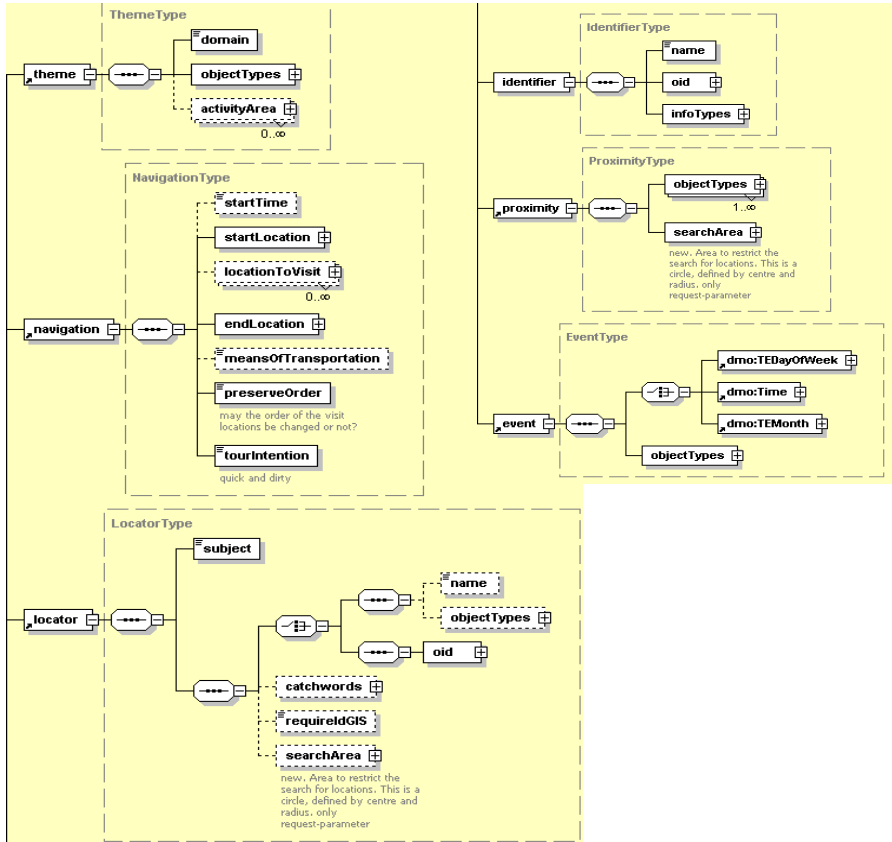 ThemeType
domain
theme
objectTypes
activityArea
0..∞
NavigationType
startTime
startLocation
locationToVisit
0..∞
navigation
endLocation
meansOfTransportation
preserveOrder
may the order of the visit
locations be changed or not?
tourIntention
quick and dirty
LocatorType
subject
locator
name
objectTypes
oid
catchwords
requireIdGIS
searchArea
new. Area to restrict the
search for locations. This is a
circle, defined by centre and
radius. only
request-parameter
IdentifierType
name
identifier
oid
infoTypes
ProximityType
objectTypes
1..∞
proximity
searchArea
new. Area to restrict the
search for locations. This is a
circle, defined by centre and
radius. only
request-parameter
EventType
dmo:TEDayOfWeek
dmo:Time
event
dmo:TEMonth
objectTypes